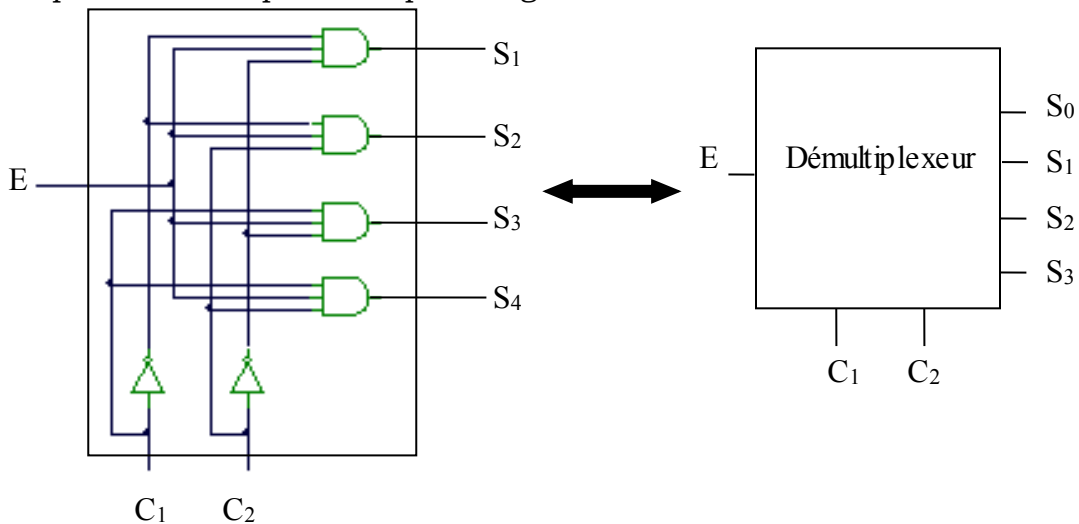 S₁
S₂
E
S₃
S₄
C₁ C₂
S₀
E Démultiplexeur S₁
S₂
S₃
C₁ C₂